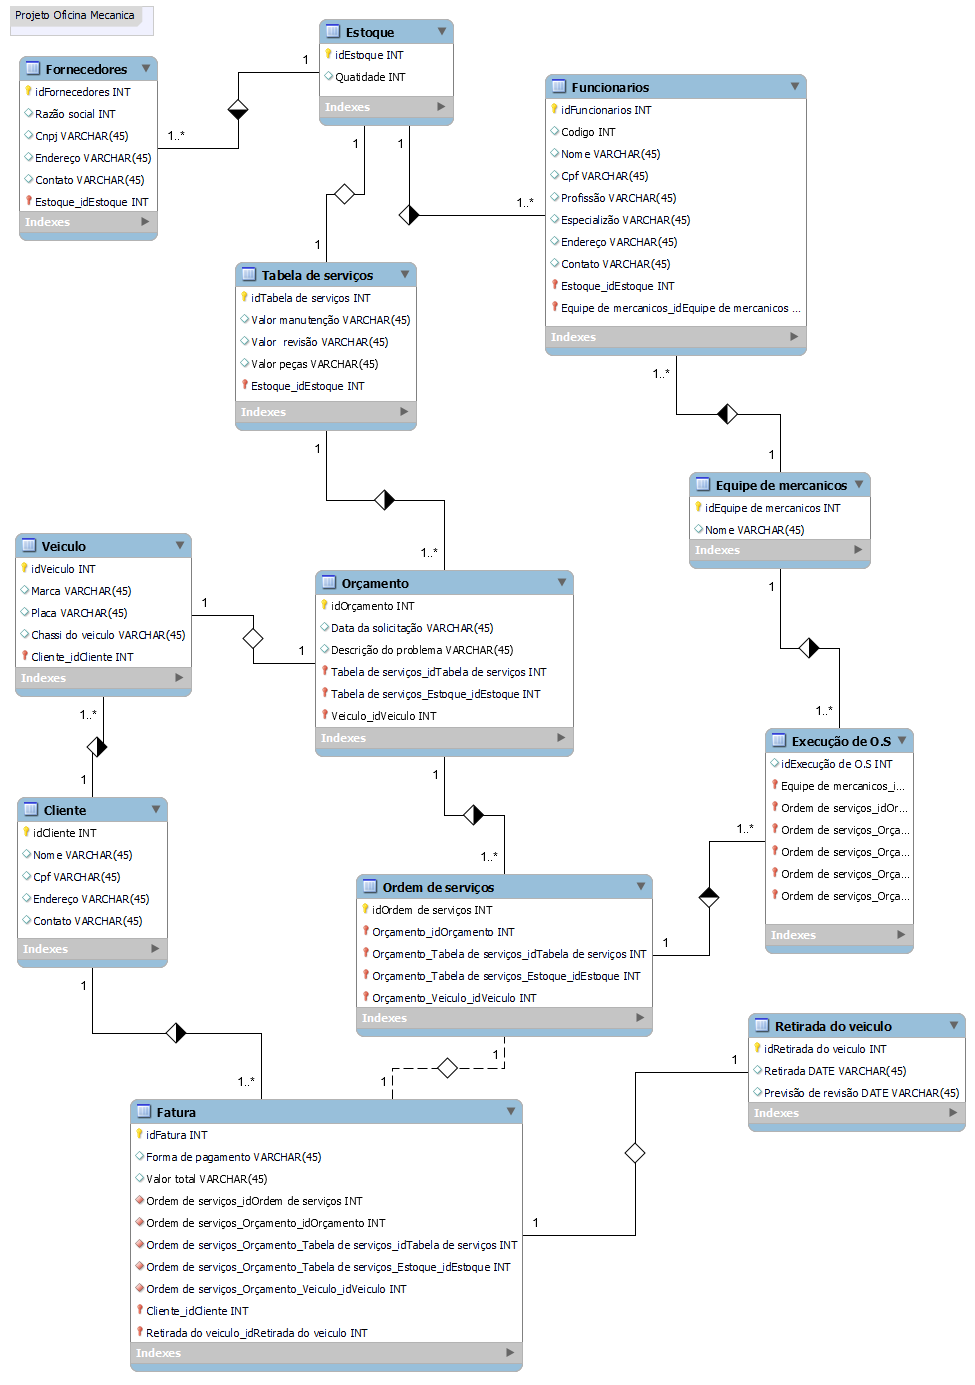 Projeto Oficina Mecanica
Estoque
idEstoque INT
Quatidade INT
Indexes
1
1
1
Fornecedores
idFornecedores INT
Razão social INT
Cnpj VARCHAR(45)
Endereço VARCHAR(45)
Contato VARCHAR(45)
Estoque_idEstoque INT
Indexes
1..*
Funcionarios
idFuncionarios INT
Codigo INT
Nome VARCHAR(45)
Cpf VARCHAR(45)
Profissão VARCHAR(45)
Especializão VARCHAR(45)
Endereço VARCHAR(45)
Contato VARCHAR(45)
Estoque_idEstoque INT
Equipe de mercanicos_idEquipe de mercanicos ...
Indexes
1..*
1..*
1
Tabela de serviços
idTabela de serviços INT
Valor manutenção VARCHAR(45)
Valor  revisão VARCHAR(45)
Valor peças VARCHAR(45)
Estoque_idEstoque INT
Indexes
1
1
Equipe de mercanicos
idEquipe de mercanicos INT
Nome VARCHAR(45)
Indexes
1
Veiculo
idVeiculo INT
Marca VARCHAR(45)
Placa VARCHAR(45)
Chassi do veiculo VARCHAR(45)
Cliente_idCliente INT
Indexes
1
1..*
1..*
Orçamento
idOrçamento INT
Data da solicitação VARCHAR(45)
Descrição do problema VARCHAR(45)
Tabela de serviços_idTabela de serviços INT
Tabela de serviços_Estoque_idEstoque INT
Veiculo_idVeiculo INT
Indexes
1
1
1..*
Execução de O.S
idExecução de O.S INT
Equipe de mercanicos_i...
Ordem de serviços_idOr...
Ordem de serviços_Orça...
Ordem de serviços_Orça...
Ordem de serviços_Orça...
Ordem de serviços_Orça...
Indexes
1..*
1
Cliente
idCliente INT
Nome VARCHAR(45)
Cpf VARCHAR(45)
Endereço VARCHAR(45)
Contato VARCHAR(45)
Indexes
1
1..*
Ordem de serviços
idOrdem de serviços INT
Orçamento_idOrçamento INT
Orçamento_Tabela de serviços_idTabela de serviços INT
Orçamento_Tabela de serviços_Estoque_idEstoque INT
Orçamento_Veiculo_idVeiculo INT
Indexes
1
1
Retirada do veiculo
idRetirada do veiculo INT
Retirada DATE VARCHAR(45)
Previsão de revisão DATE VARCHAR(45)
Indexes
1
1..*
1
Fatura
idFatura INT
Forma de pagamento VARCHAR(45)
Valor total VARCHAR(45)
Ordem de serviços_idOrdem de serviços INT
Ordem de serviços_Orçamento_idOrçamento INT
Ordem de serviços_Orçamento_Tabela de serviços_idTabela de serviços INT
Ordem de serviços_Orçamento_Tabela de serviços_Estoque_idEstoque INT
Ordem de serviços_Orçamento_Veiculo_idVeiculo INT
Cliente_idCliente INT
Retirada do veiculo_idRetirada do veiculo INT
Indexes
1